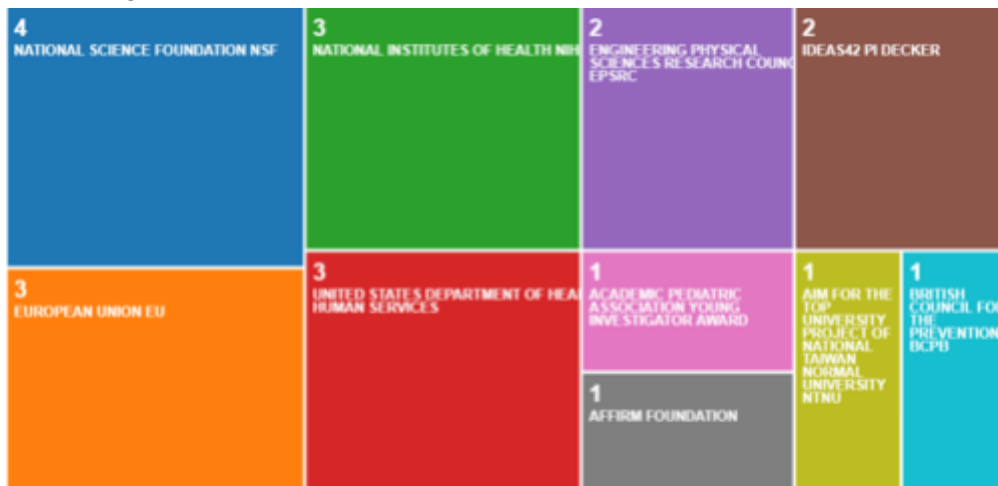 4
NATIONAL SCIENCE FOUNDATION NSF
3
NATIONAL INSTITUTES OF HEALTH NIH
2
ENGINEERING PHYSICAL
SCIENCES RESEARCH COUNC
EPSRC
2
IDEAS42 PI DECKER
3
EUROPEAN UNION EU
3
UNITED STATES DEPARTMENT OF HEA
HUMAN SERVICES
1
ACADEMIC PEDIATRIC
ASSOCIATION YOUNG
INVESTIGATOR AWARD
1
AFFIRM FOUNDATION
1
AIM FOR THE
TOP
UNIVERSITY
PROJECT OF
NATIONAL
TAIWAN
NORMAL
UNIVERSITY
NTNU
1
BRITISH
COUNCIL FO
THE
PREVENTION
BCPB